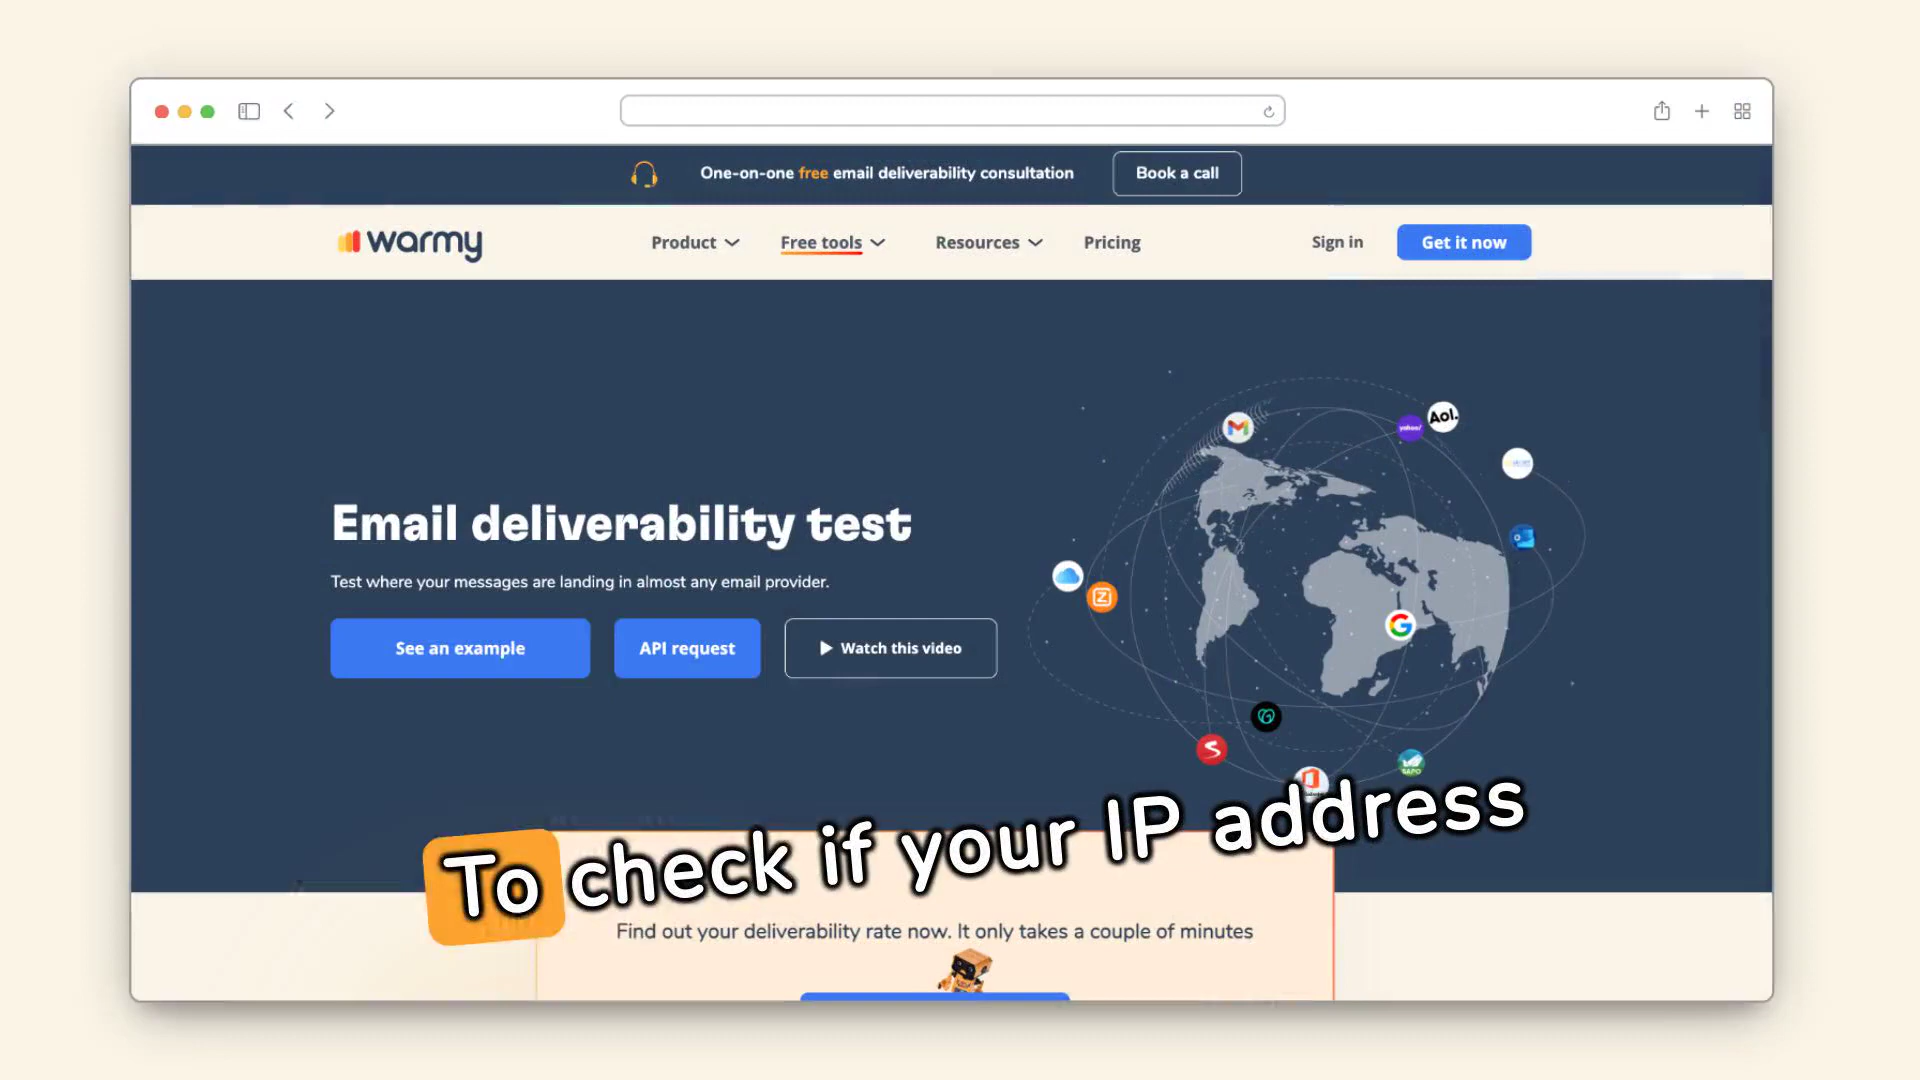 One-on-one free email deliverability consultation
Book a call
warmy
Product
Free tools
Resources
Pricing
Sign in
Get it now
Aol.
yahoo!
Email deliverability test
Test where your messages are landing in almost any email provider.
See an example
API request
Watch this video
SAPO
To check if your IP address
Find out your deliverability rate now. It only takes a couple of minutes